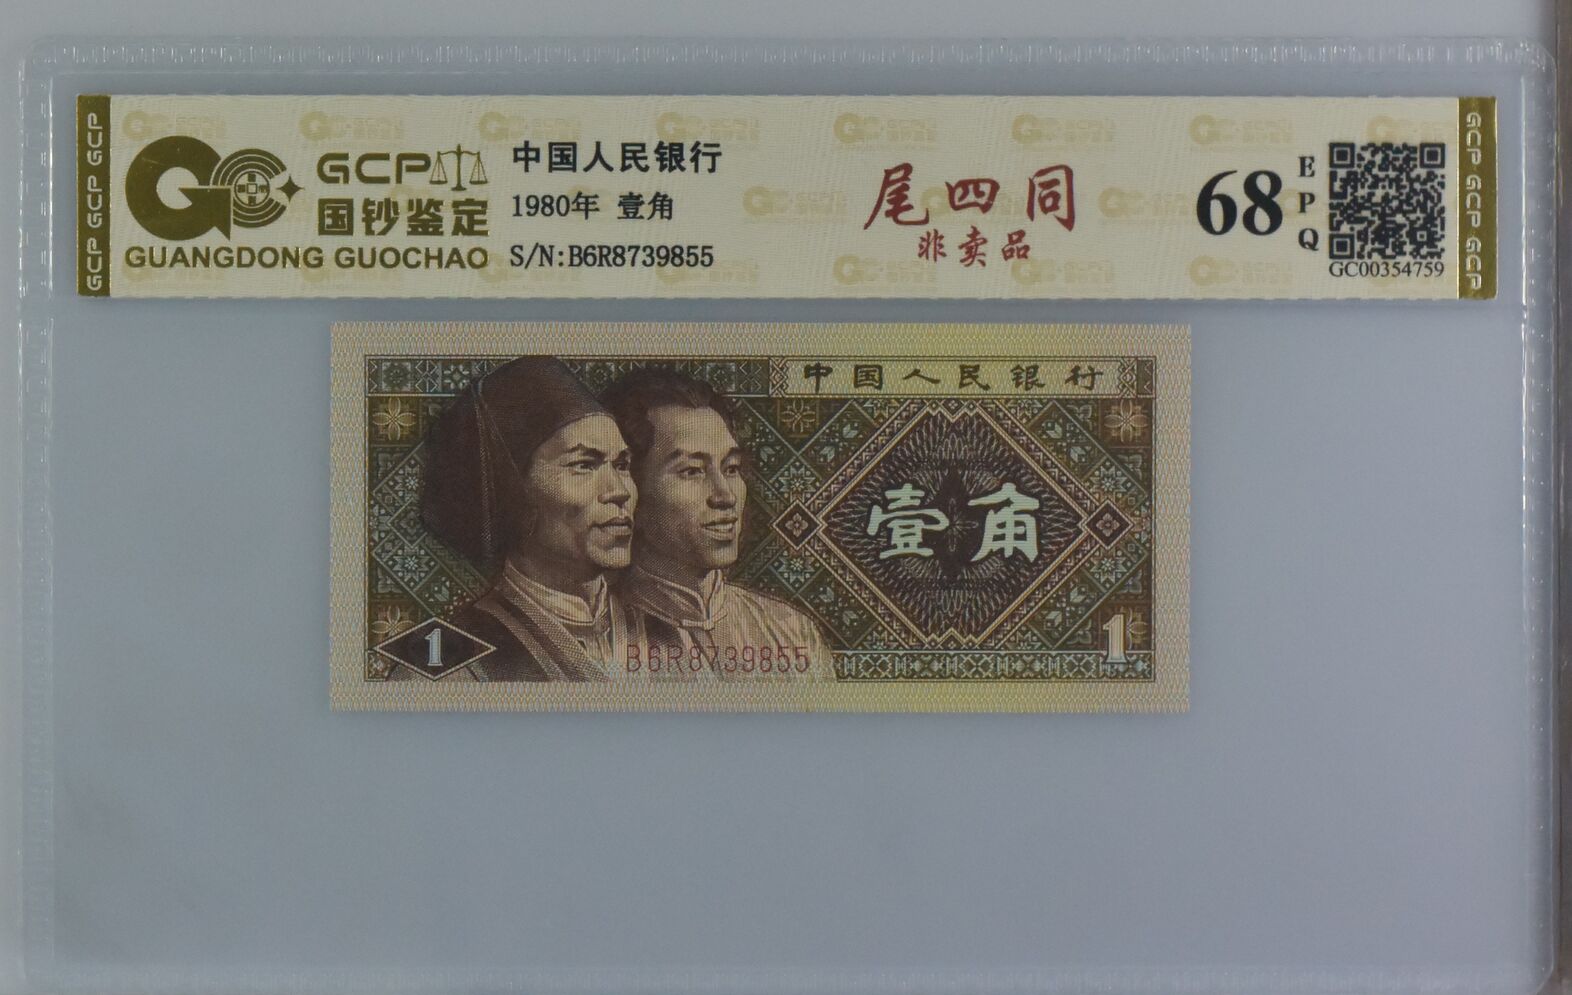 GCP GCP GCP
GCP
国钞鉴定
GUANGDONG GUOCHAO
中国人民银行
1980年 壹角
S/N:B6R8739855
尾四同
非卖品
68
EPQ
GC00354759
GCP GCP GCP
中国人民银行
壹角
1
B6R8739855
1